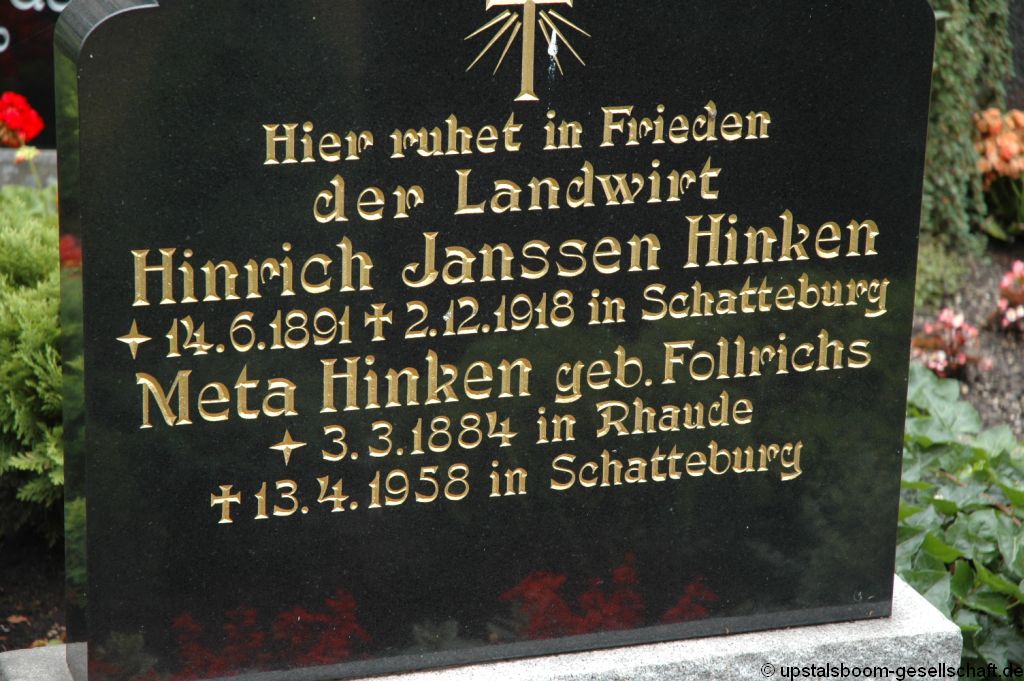 Hier ruhet in Frieden
der Landwirt
Hinrich Janssen Hinken
14.6.1891 † 2.12.1918 in Schatteburg
Meta Hinken geb. Follrichs
3.3.1884 in Rhaude
† 13.4.1958 in Schatteburg
© upstalsboom-gesellschaft.de